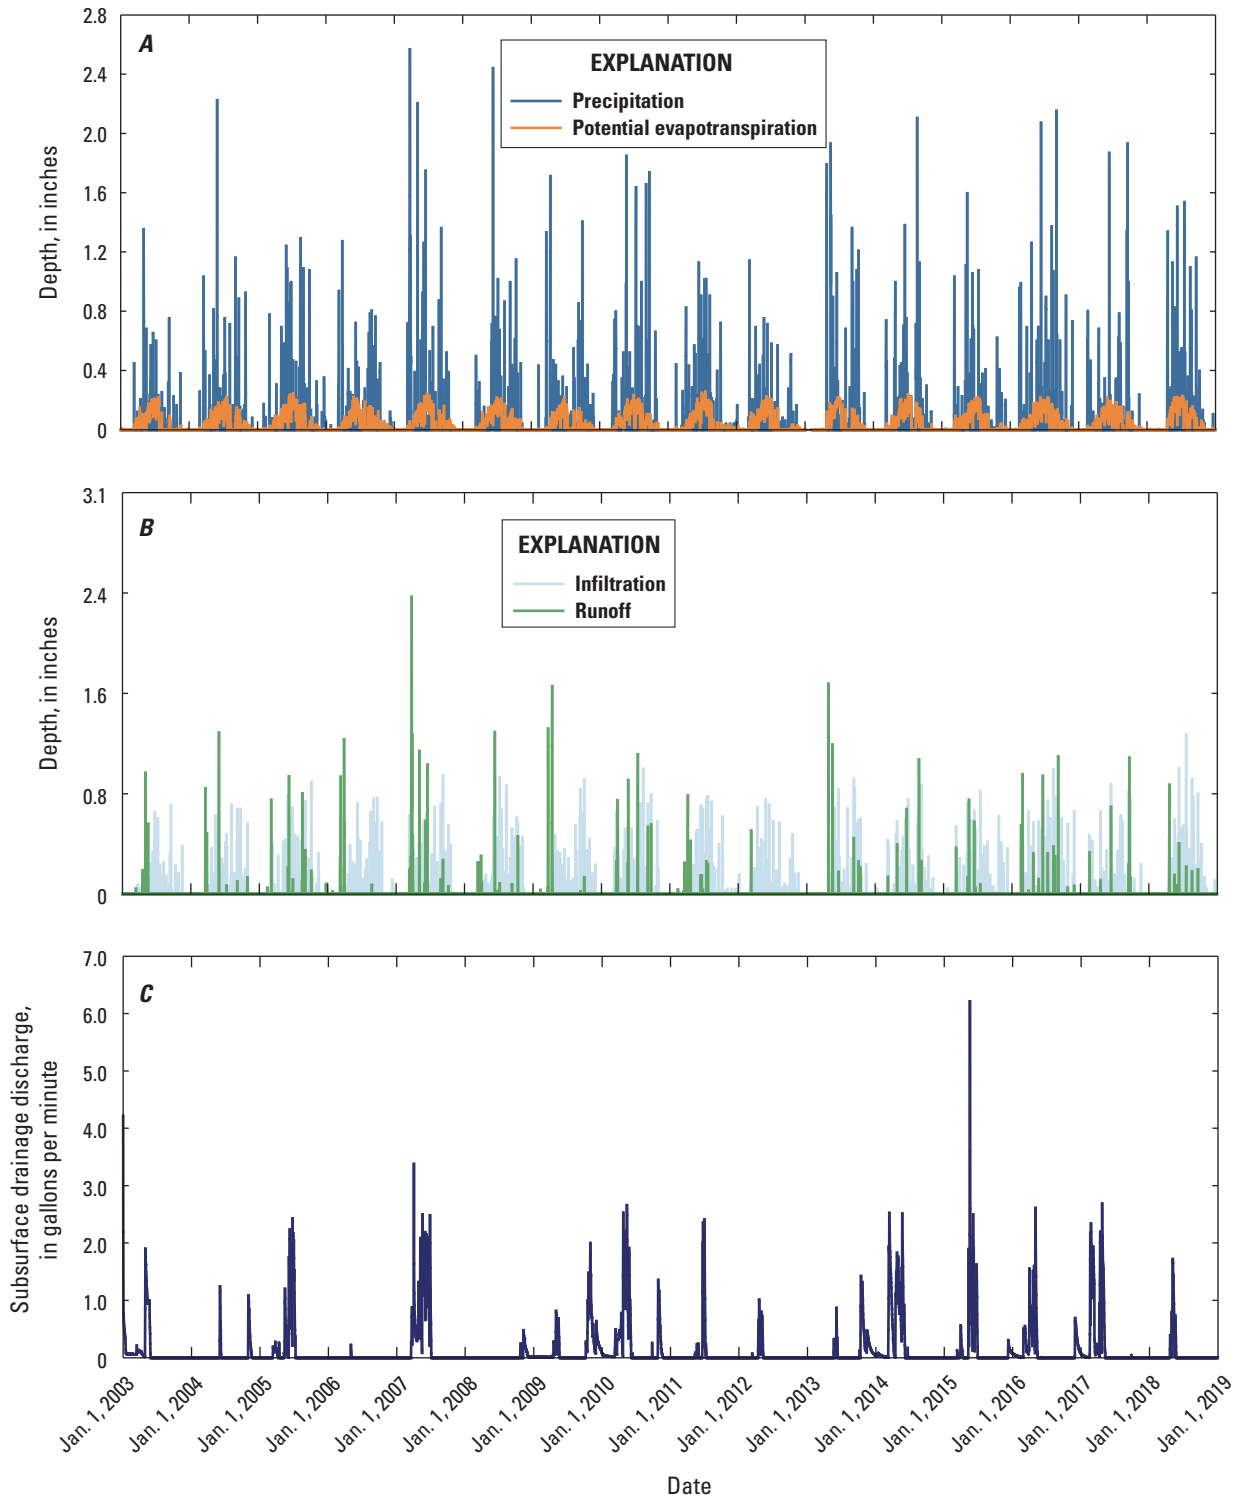 A
EXPLANATION
Precipitation
Potential evapotranspiration
Depth, in inches
2.8
2.4
2.0
1.6
1.2
0.8
0.4
0
B
EXPLANATION
Infiltration
Runoff
Depth, in inches
3.1
2.4
1.6
0.8
0
C
Subsurface drainage discharge,
in gallons per minute
7.0
6.0
5.0
4.0
3.0
2.0
1.0
0
Jan. 1, 2003
Jan. 1, 2004
Jan. 1, 2005
Jan. 1, 2006
Jan. 1, 2007
Jan. 1, 2008
Jan. 1, 2009
Jan. 1, 2010
Jan. 1, 2011
Jan. 1, 2012
Jan. 1, 2013
Jan. 1, 2014
Jan. 1, 2015
Jan. 1, 2016
Jan. 1, 2017
Jan. 1, 2018
Jan. 1, 2019
Date